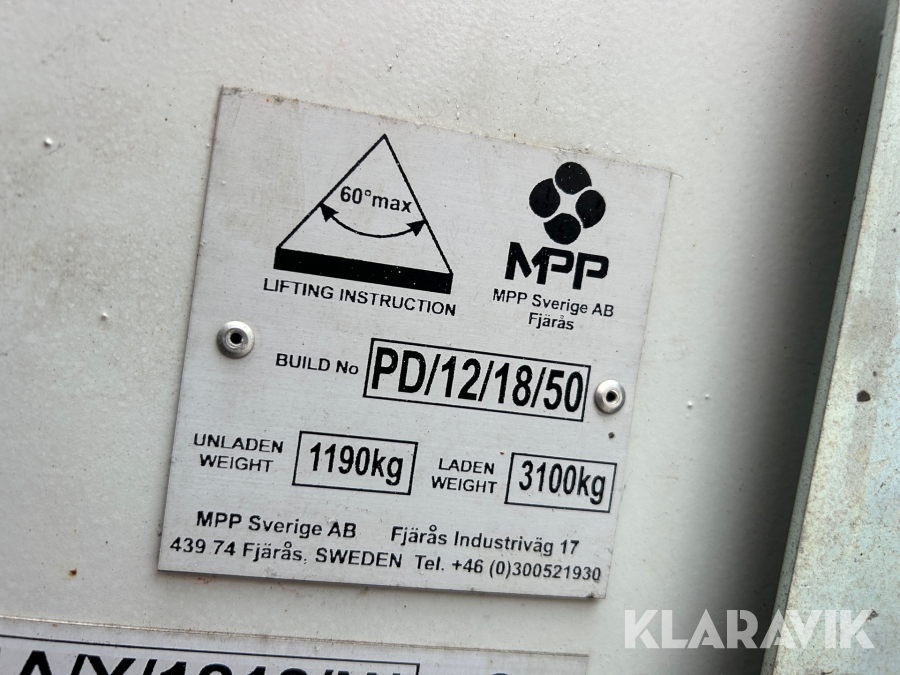 60°max
LIFTING INSTRUCTION
MPP
MPP Sverige AB
Fjärås
BUILD No PD/12/18/50
UNLADEN WEIGHT 1190kg
LADEN WEIGHT 3100kg
MPP Sverige AB Fjärås Industriväg 17
439 74 Fjärås, SWEDEN Tel. +46 (0)300521930
KLARAVIK